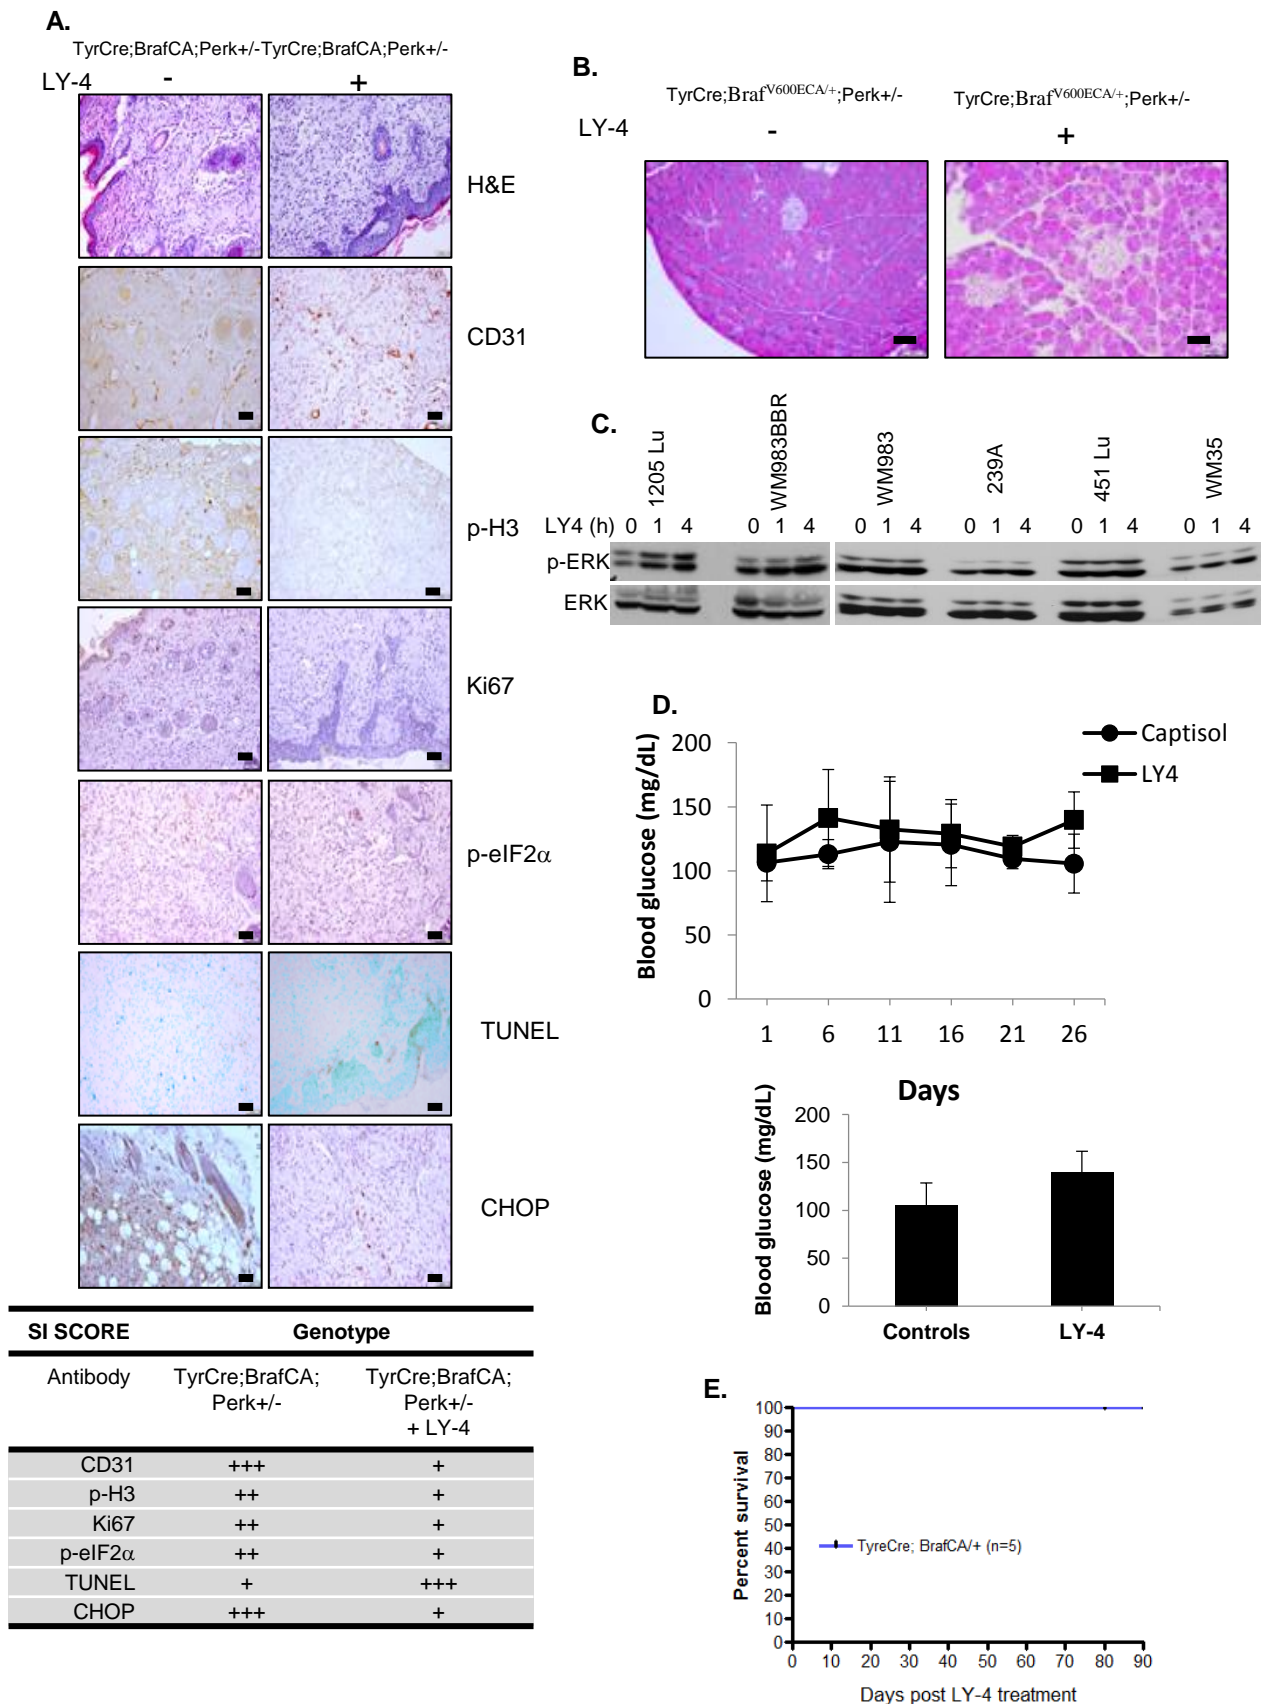 A.
TyrCre;BrafCA;Perk+/- TyrCre;BrafCA;Perk+/-
LY-4 - +
H&E
CD31
p-H3
Ki67
p-eIF2α
TUNEL
CHOP
SI SCORE Genotype
Antibody TyrCre;BrafCA; TyrCre;BrafCA;
Perk+/- Perk+/-
+ LY-4
CD31 +++ +
p-H3 ++ +
Ki67 ++ +
p-eIF2α ++ +
TUNEL + +++
CHOP +++ +
B.
TyrCre;BrafV600ECA/+;Perk+/- TyrCre;BrafV600ECA/+;Perk+/-
LY-4 - +
C.
1205 Lu WM983BBR WM983 239A 451 Lu WM35
LY4 (h) 0 1 4 0 1 4 0 1 4 0 1 4 0 1 4 0 1 4
p-ERK
ERK
D.
Captisol
LY4
Blood glucose (mg/dL)
200
150
100
50
0
1 6 11 16 21 26
Days
Blood glucose (mg/dL)
200
150
100
50
0
Controls LY-4
E.
Percent survival
100
90
80
70
60
50
40
30
20
10
0
TyreCre; BrafCA/+ (n=5)
0 10 20 30 40 50 60 70 80 90
Days post LY-4 treatment